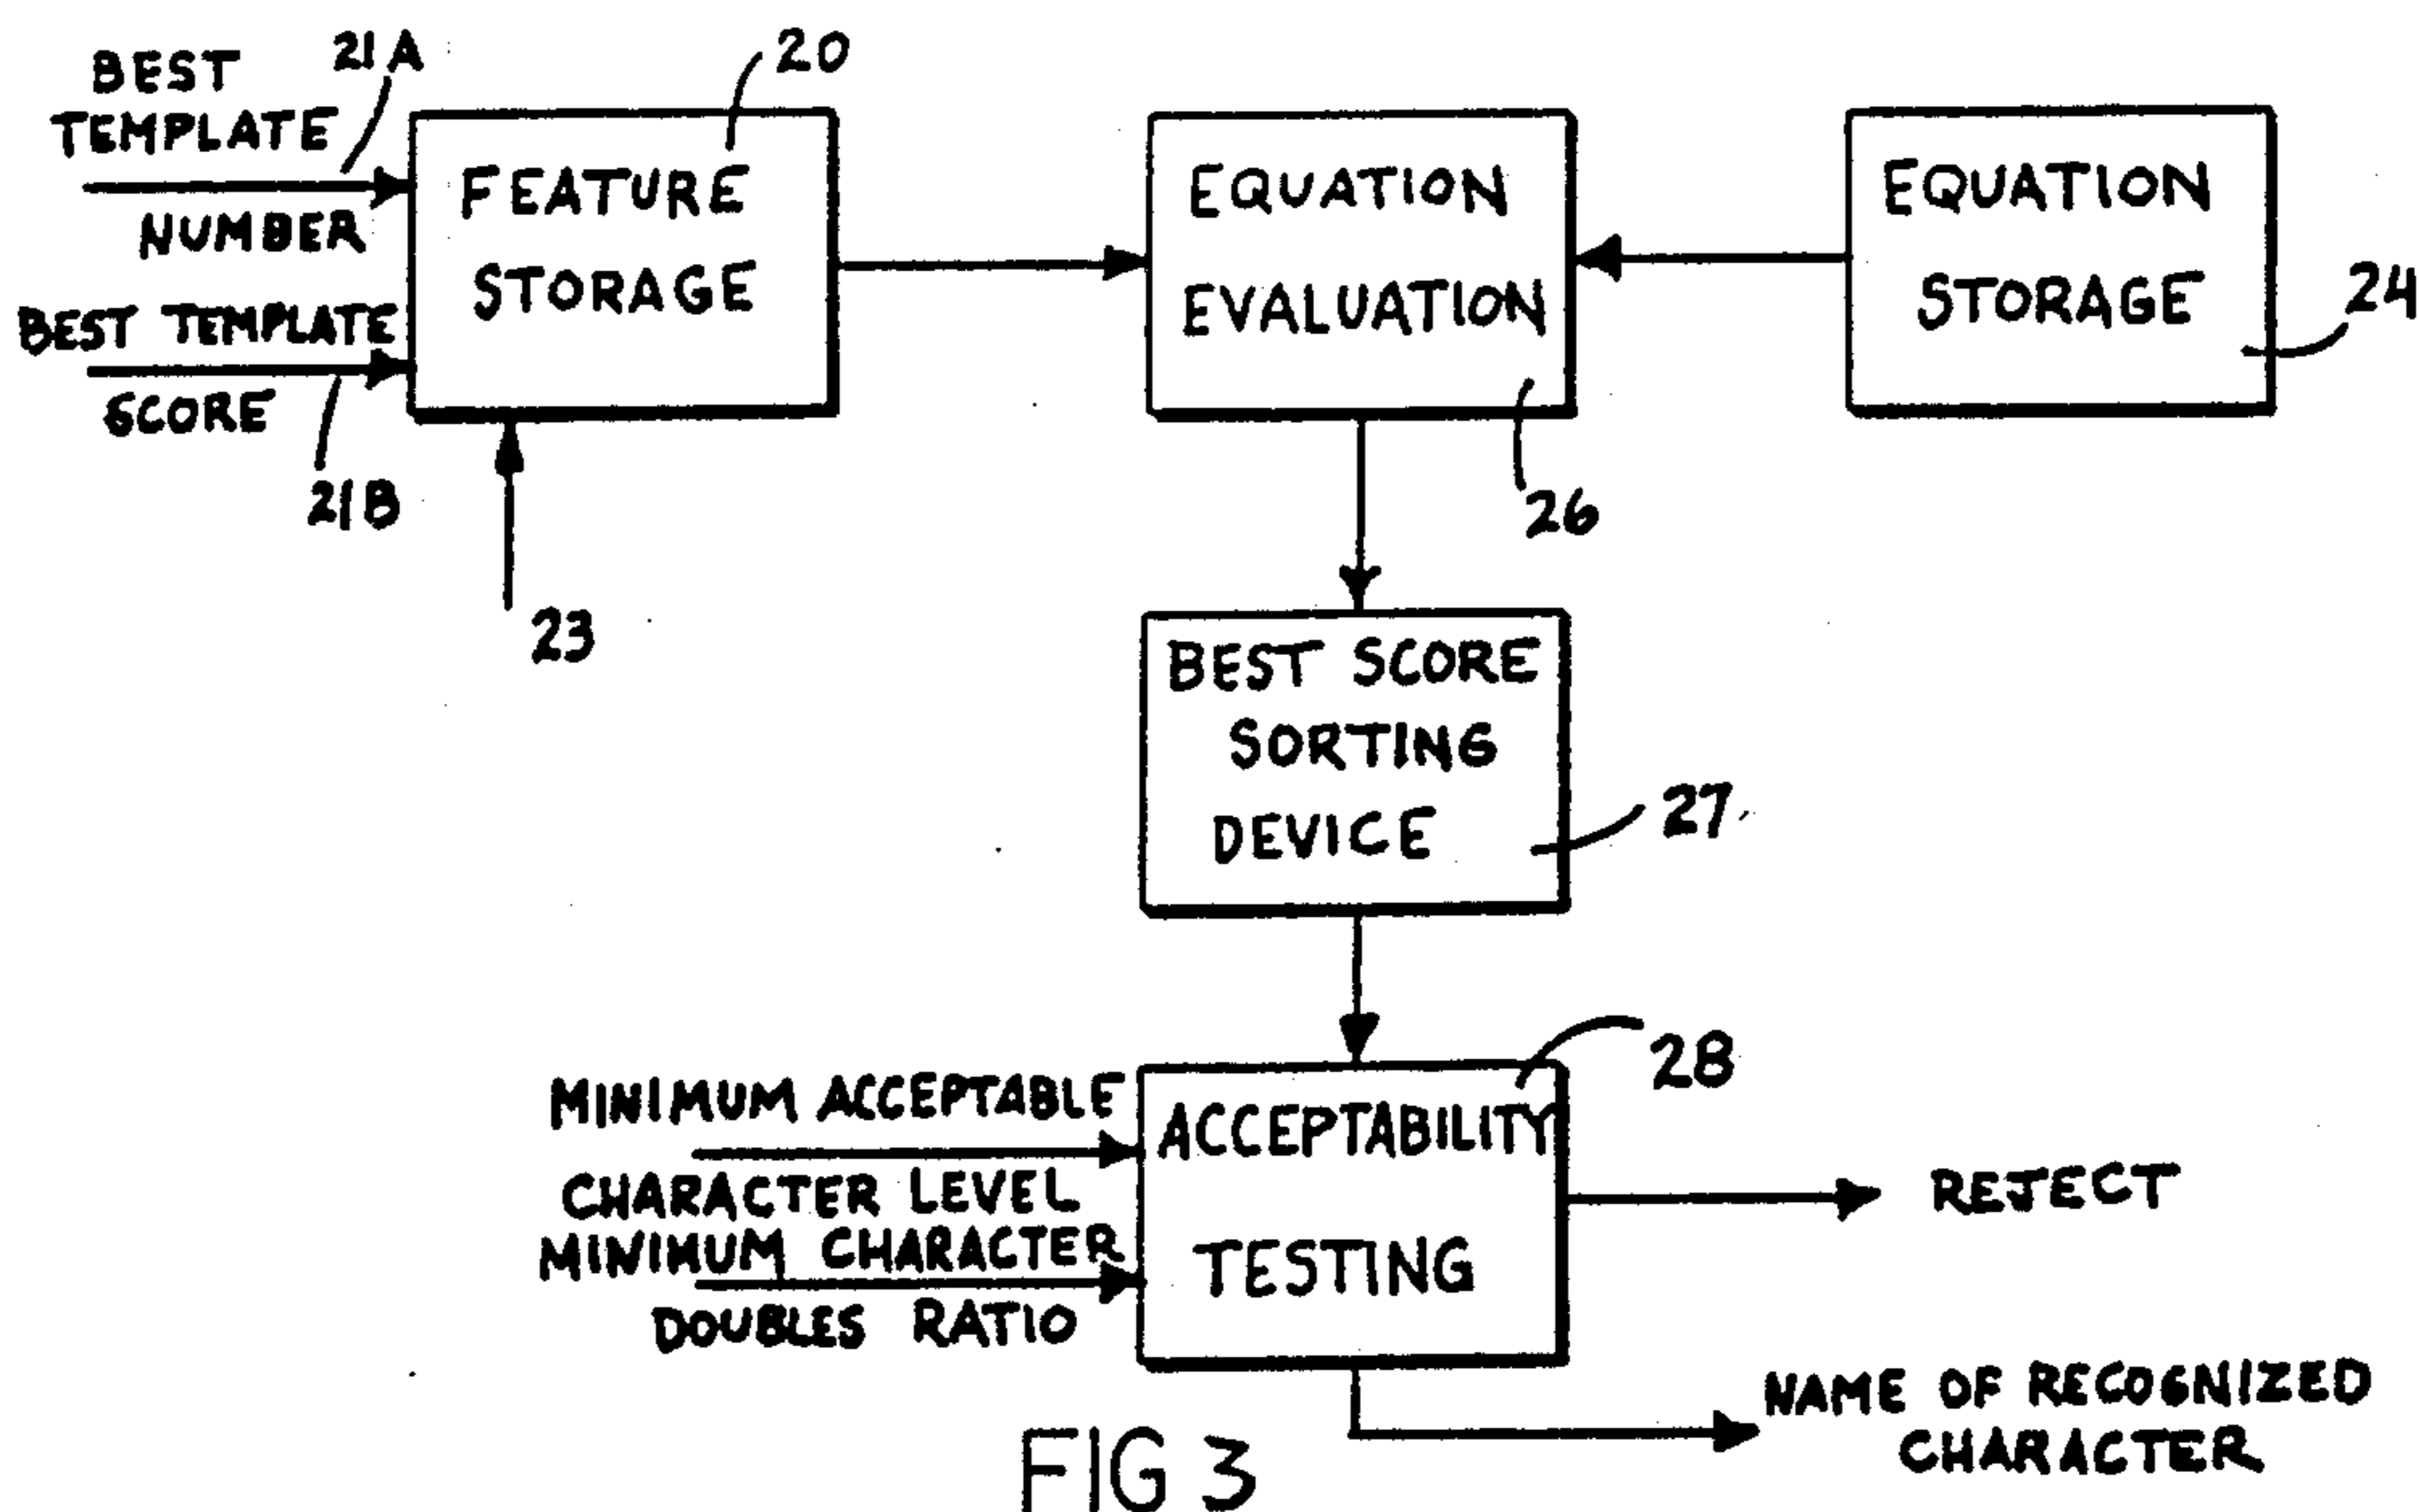 BEST
TEMPLATE
NUMBER
21A
BEST TEMPLATE
SCORE
21B
FEATURE
STORAGE
20
23
EQUATION
EVALUATION
26
EQUATION
STORAGE
24
BEST SCORE
SORTING
DEVICE
27
MINIMUM ACCEPTABLE
CHARACTER LEVEL
MINIMUM CHARACTER
DOUBLES RATIO
ACCEPTABILITY
TESTING
28
REJECT
NAME OF RECOGNIZED
CHARACTER
FIG 3